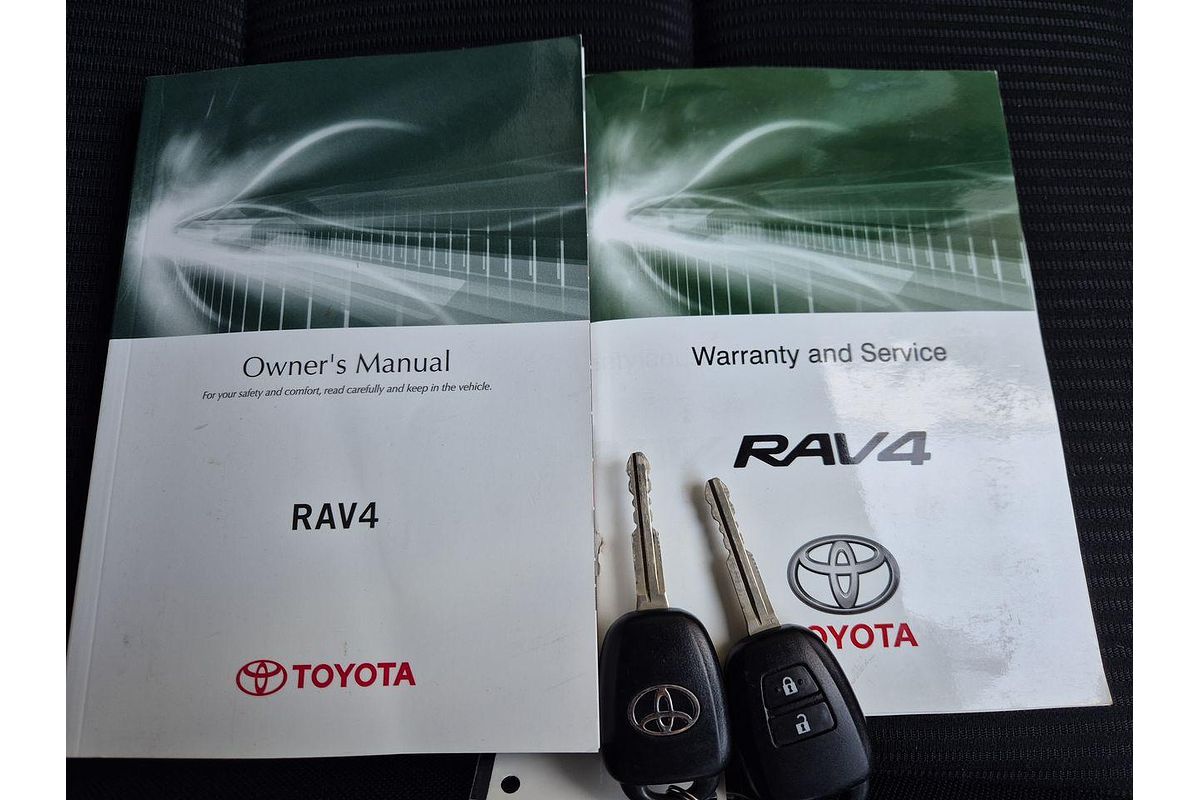 Owner's Manual
For your safety and comfort, read carefully and keep in the vehicle.
RAV4
TOYOTA
Warranty and Service
RAV4
TOYOTA